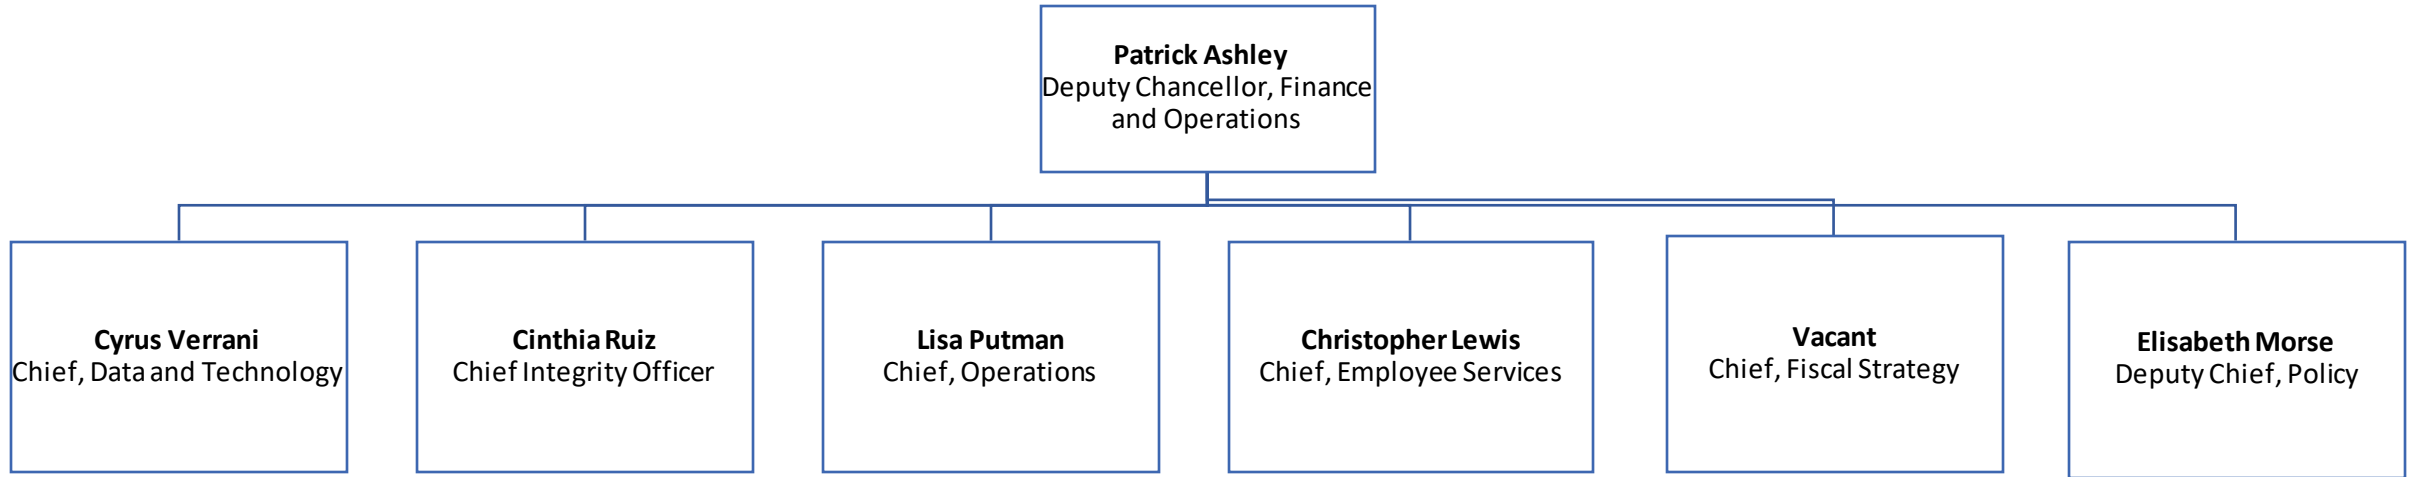 Patrick Ashley
Deputy Chancellor, Finance
and Operations
Cyrus Verrani
Chief, Data and Technology
Cinthia Ruiz
Chief Integrity Officer
Lisa Putman
Chief, Operations
Christopher Lewis
Chief, Employee Services
Vacant
Chief, Fiscal Strategy
Elisabeth Morse
Deputy Chief, Policy